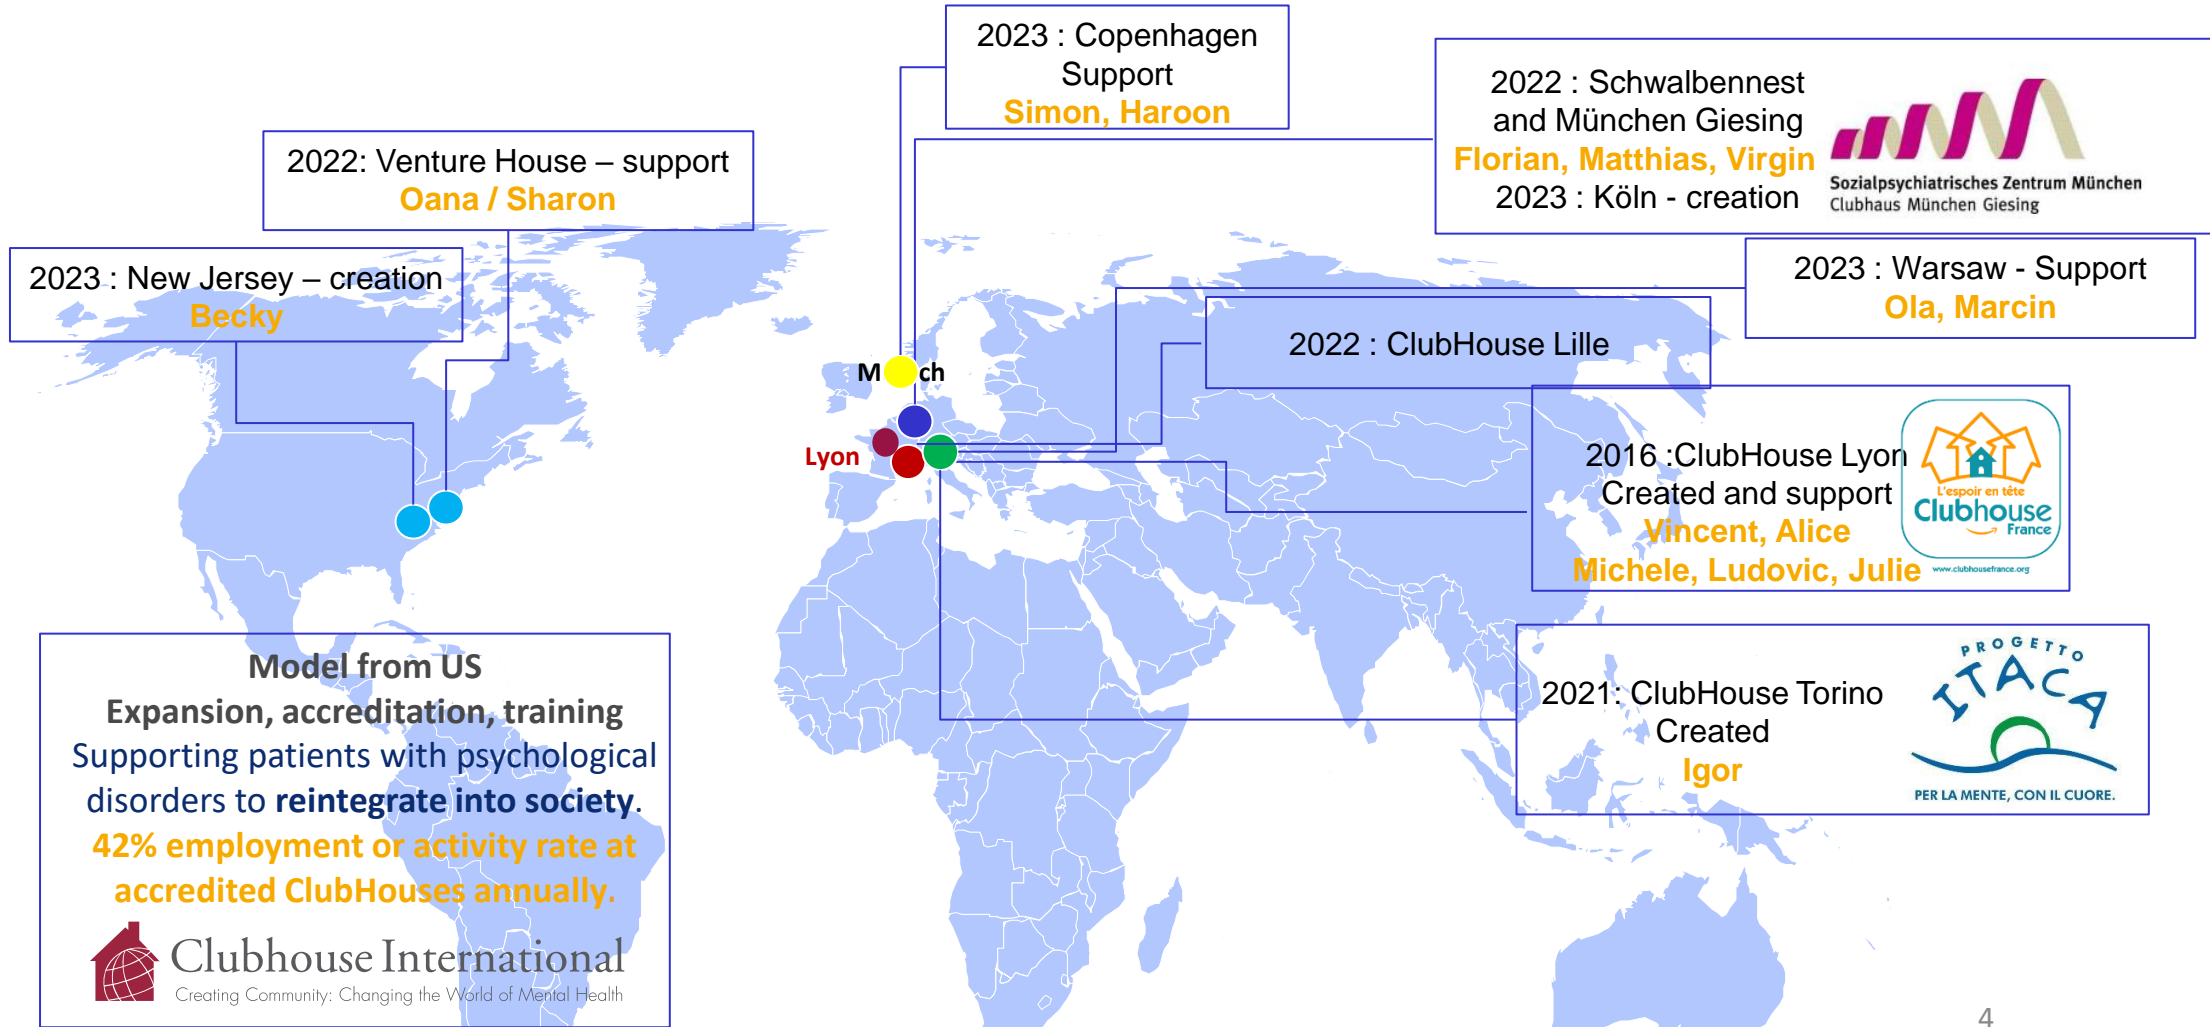 2023 : Copenhagen
Support
Simon, Haroon
2022 : Schwalbennest
and München Giesing
Florian, Matthias, Virgin
2023 : Köln - creation
Sozialpsychiatrisches Zentrum München
Clubhaus München Giesing
2022: Venture House – support
Oana / Sharon
2023 : New Jersey – creation
Becky
2023 : Warsaw - Support
Ola, Marcin
2022 : ClubHouse Lille
M ch
Lyon
2016 :ClubHouse Lyon
Created and support
Vincent, Alice
Michele, Ludovic, Julie
L'espoir en tête
Clubhouse
France
www.clubhousefrance.org
2021: ClubHouse Torino
Created
Igor
PROGETTO
ITACA
PER LA MENTE, CON IL CUORE.
Model from US
Expansion, accreditation, training
Supporting patients with psychological
disorders to reintegrate into society.
42% employment or activity rate at
accredited ClubHouses annually.
Clubhouse International
Creating Community: Changing the World of Mental Health
4